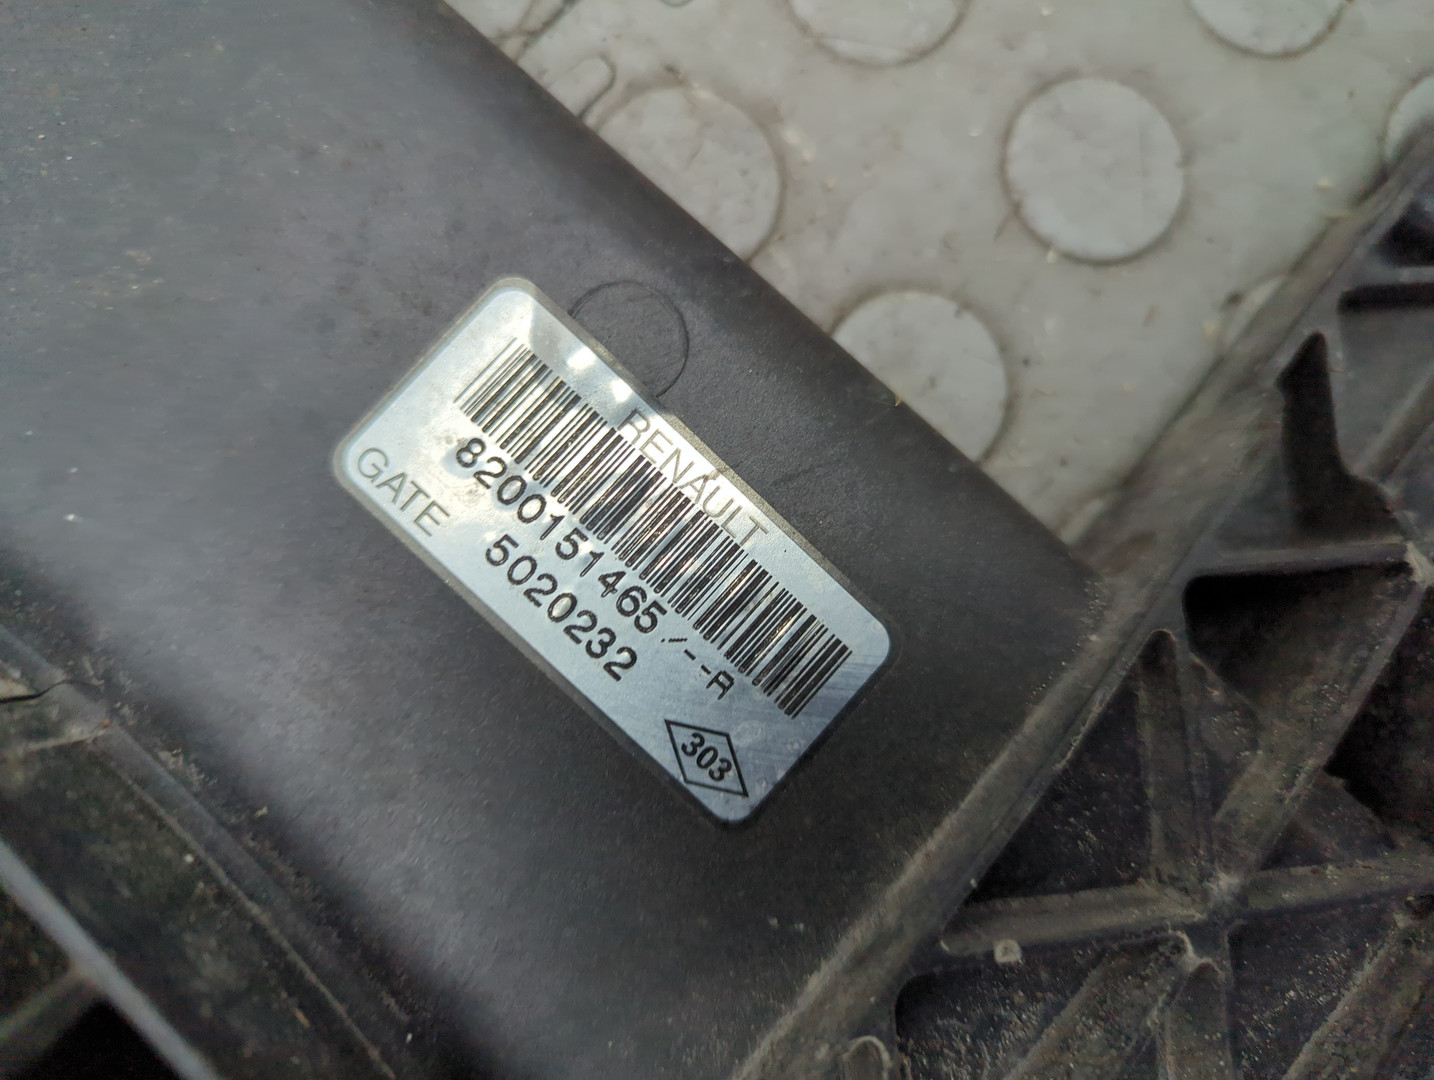 RENAULT
8200151465./--A
GATE 5020232
303